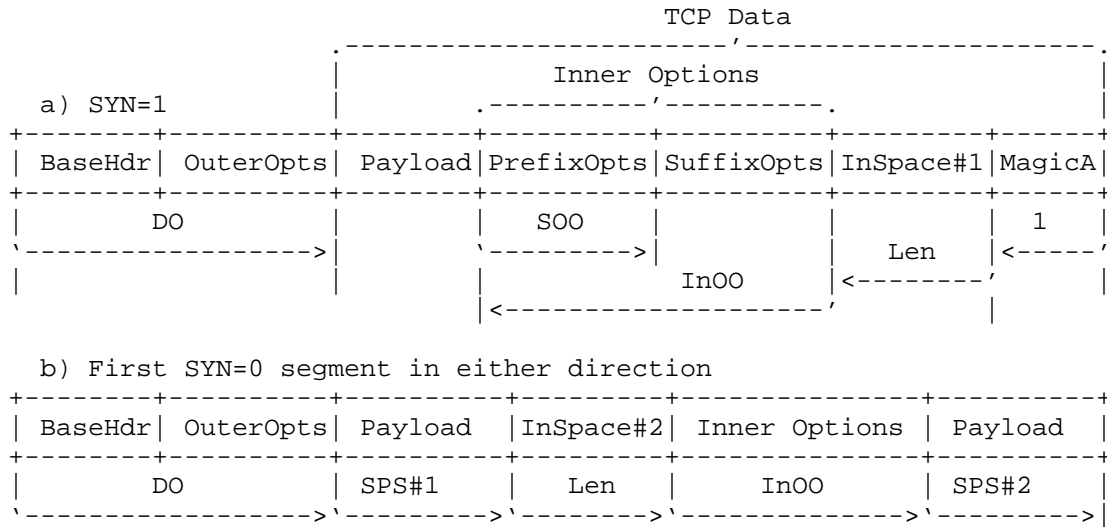 TCP Data
.-------------------------'-----------------------.
|              Inner Options                      |
a) SYN=1            |         .----------'----------.                 |
+--------+----------+---------+-----------+----------+---------+------+
| BaseHdr| OuterOpts| Payload|PrefixOpts|SuffixOpts|InSpace#1|MagicA|
+--------+----------+---------+-----------+----------+---------+------+
|        DO         |         |   SOO     |          |         |  1   |
`------------------>|         `---------->|          |   Len   |<-----'
|                   |         |            InOO      |<--------'      |
|<---------------------'         |
b) First SYN=0 segment in either direction
+--------+----------+----------+---------+---------------+----------+
| BaseHdr| OuterOpts| Payload  |InSpace#2| Inner Options | Payload  |
+--------+----------+----------+---------+---------------+----------+
|        DO         | SPS#1    |   Len   |     InOO      | SPS#2    |
`------------------>`--------->`-------->`-------------->`--------->|